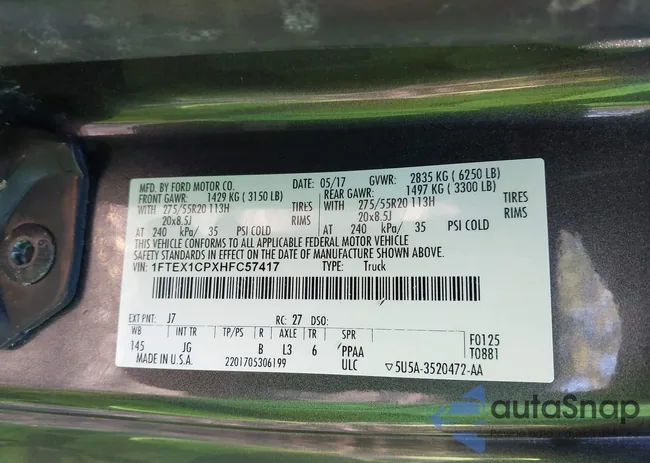 MFD. BY FORD MOTOR CO.
DATE: 05/17 GVWR: 2835 KG ( 6250 LB)
FRONT GAWR: 1429 KG ( 3150 LB)
REAR GAWR: 1497 KG ( 3300 LB)
WITH 275/55R20 113H TIRES
WITH 275/55R20 113H TIRES
20x8.5J RIMS
20x8.5J RIMS
AT 240 kPa/ 35 PSI COLD
AT 240 kPa/ 35 PSI COLD
THIS VEHICLE CONFORMS TO ALL APPLICABLE FEDERAL MOTOR VEHICLE
SAFETY STANDARDS IN EFFECT ON THE DATE OF MANUFACTURE SHOWN ABOVE.
VIN: 1FTEX1CPXHFC57417
TYPE: Truck
EXT PNT: J7 RC: 27 DSO:
WB INT TR TP/PS R AXLE TR SPR
F0125
T0881
145 JG B L3 6 PPAA
MADE IN U.S.A. 2201705306199 ULC ▽5U5A-3520472-AA
autaSnap